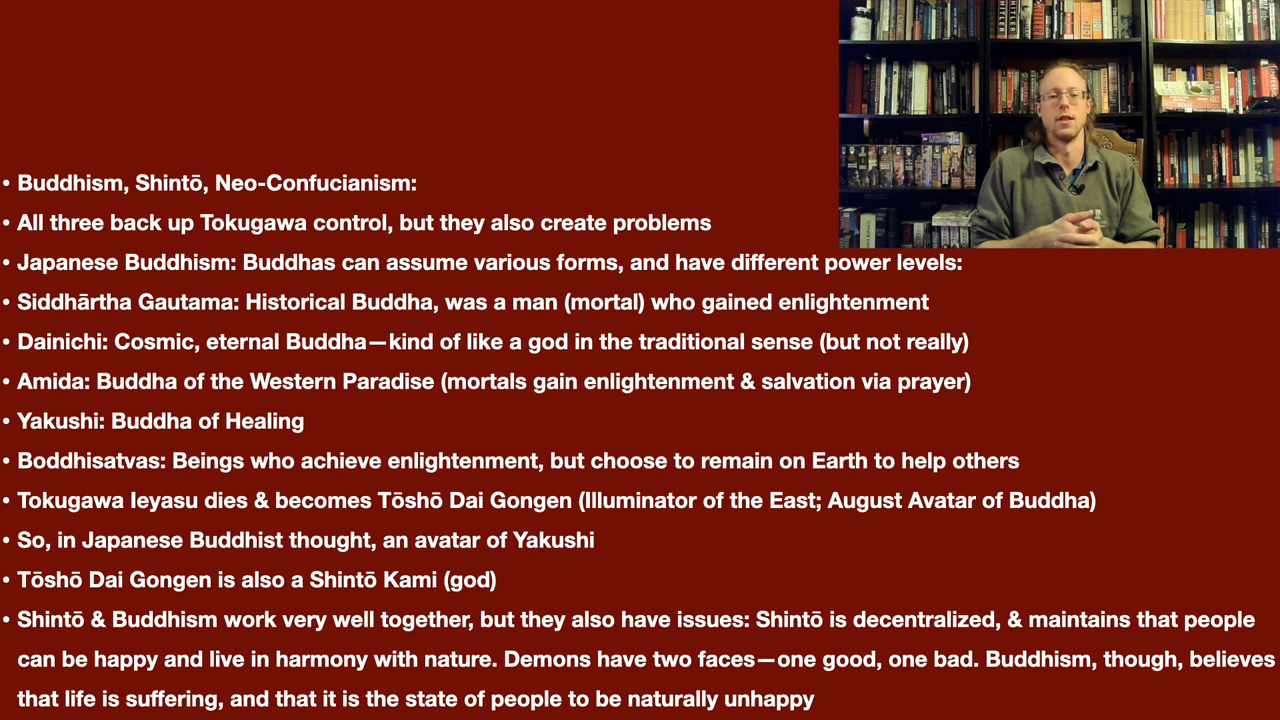 HITLER
• Buddhism, Shintō, Neo-Confucianism:
• All three back up Tokugawa control, but they also create problems
• Japanese Buddhism: Buddhas can assume various forms, and have different power levels:
• Siddhārtha Gautama: Historical Buddha, was a man (mortal) who gained enlightenment
• Dainichi: Cosmic, eternal Buddha—kind of like a god in the traditional sense (but not really)
• Amida: Buddha of the Western Paradise (mortals gain enlightenment & salvation via prayer)
• Yakushi: Buddha of Healing
• Boddhisatvas: Beings who achieve enlightenment, but choose to remain on Earth to help others
• Tokugawa Ieyasu dies & becomes Tōshō Dai Gongen (Illuminator of the East; August Avatar of Buddha)
• So, in Japanese Buddhist thought, an avatar of Yakushi
• Tōshō Dai Gongen is also a Shintō Kami (god)
• Shintō & Buddhism work very well together, but they also have issues: Shintō is decentralized, & maintains that people
can be happy and live in harmony with nature. Demons have two faces—one good, one bad. Buddhism, though, believes
that life is suffering, and that it is the state of people to be naturally unhappy